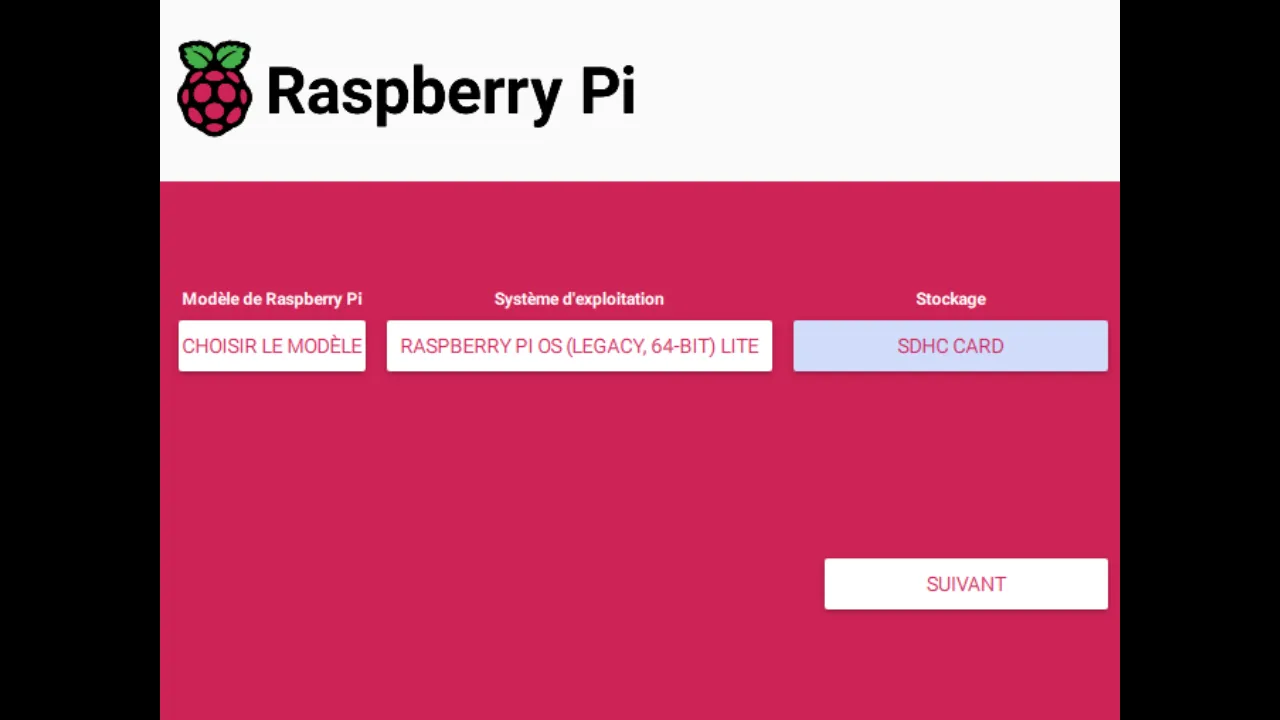 Raspberry Pi
Modèle de Raspberry Pi
Système d'exploitation
Stockage
CHOISIR LE MODÈLE
RASPBERRY PI OS (LEGACY, 64-BIT) LITE
SDHC CARD
SUIVANT